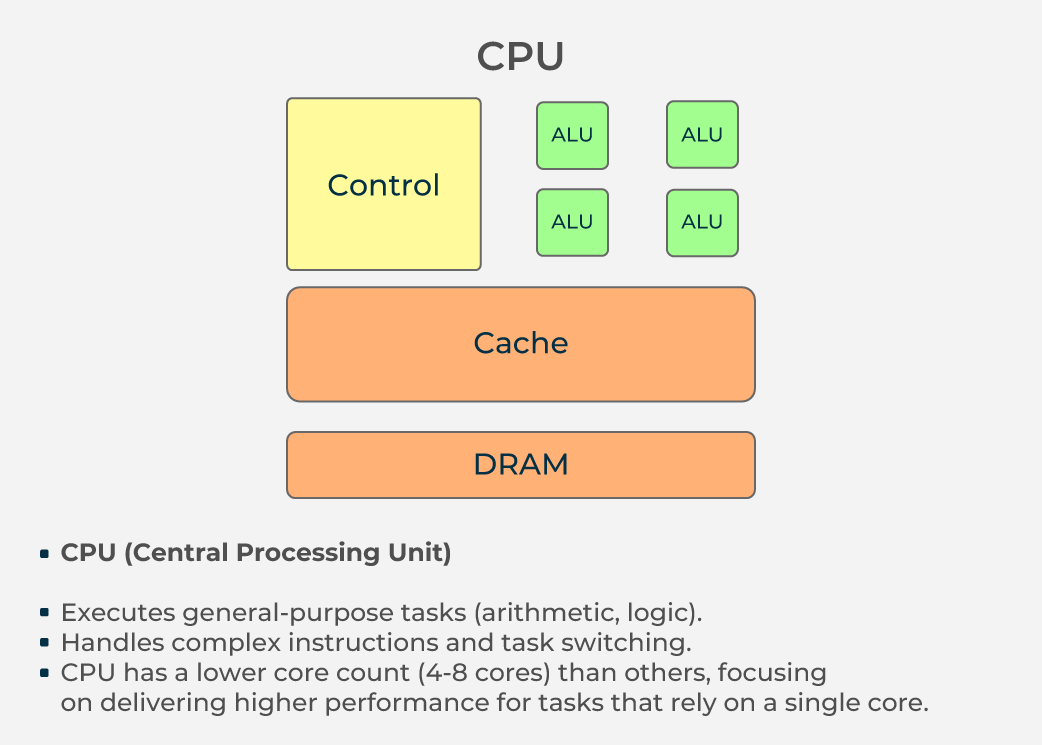 CPU
Control
ALU
ALU
ALU
ALU
Cache
DRAM
CPU (Central Processing Unit)
Executes general-purpose tasks (arithmetic, logic).
Handles complex instructions and task switching.
CPU has a lower core count (4-8 cores) than others, focusing
on delivering higher performance for tasks that rely on a single core.